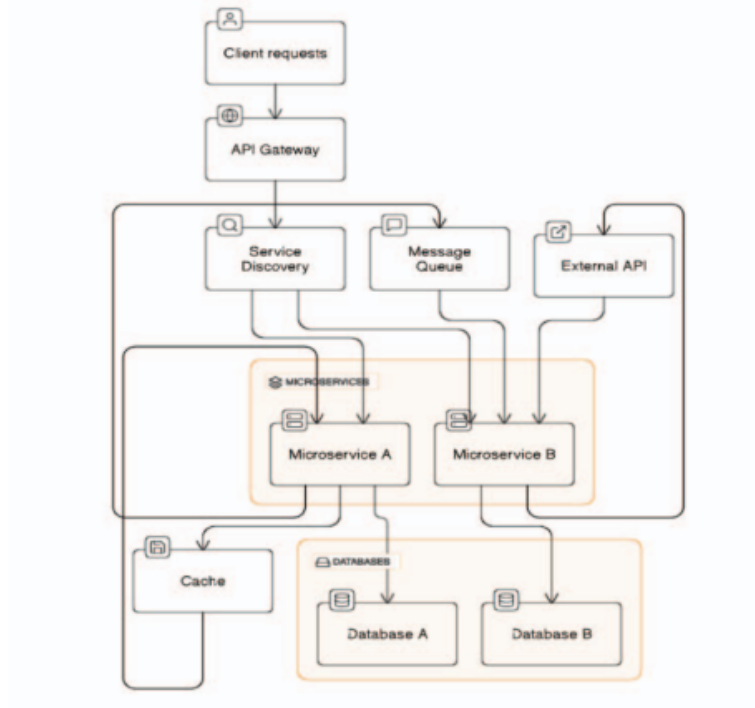 Client requests
API Gateway
Service
Discovery
Message
Queue
External API
MICROSERVICES
Microservice A
Microservice B
Cache
DATABASES
Database A
Database B